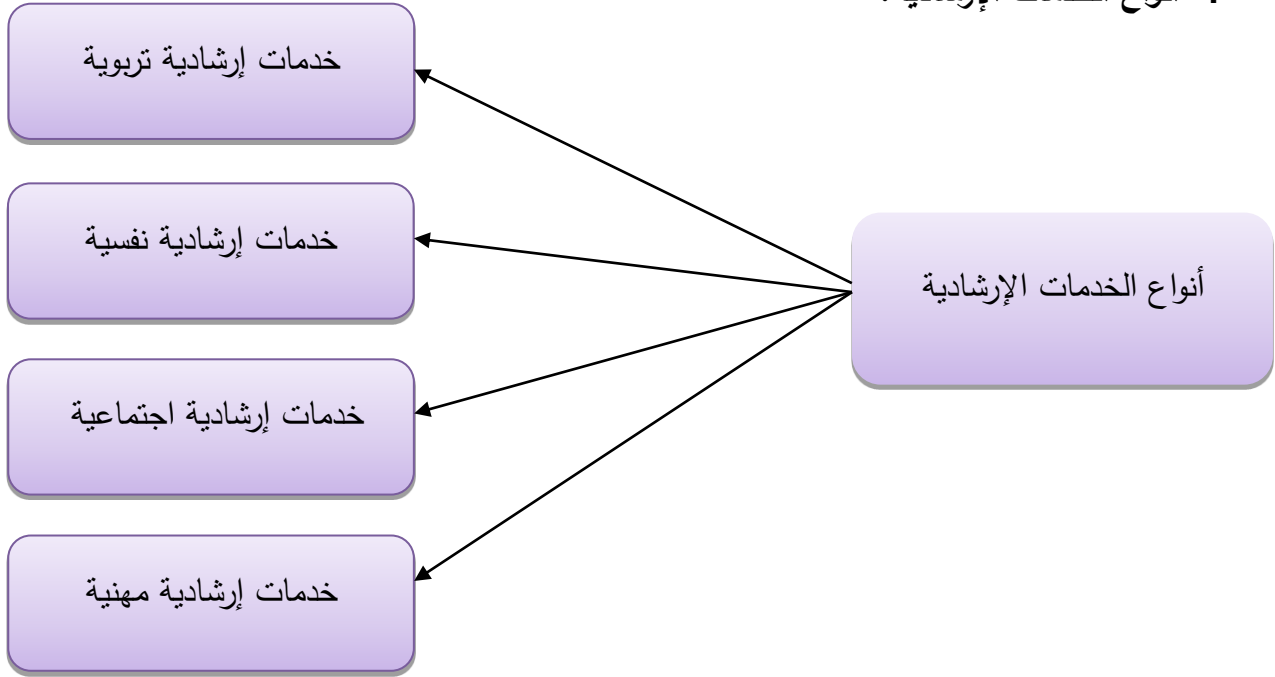 أنواع الخدمات الإرشادية
خدمات إرشادية تربوية
خدمات إرشادية نفسية
خدمات إرشادية اجتماعية
خدمات إرشادية مهنية